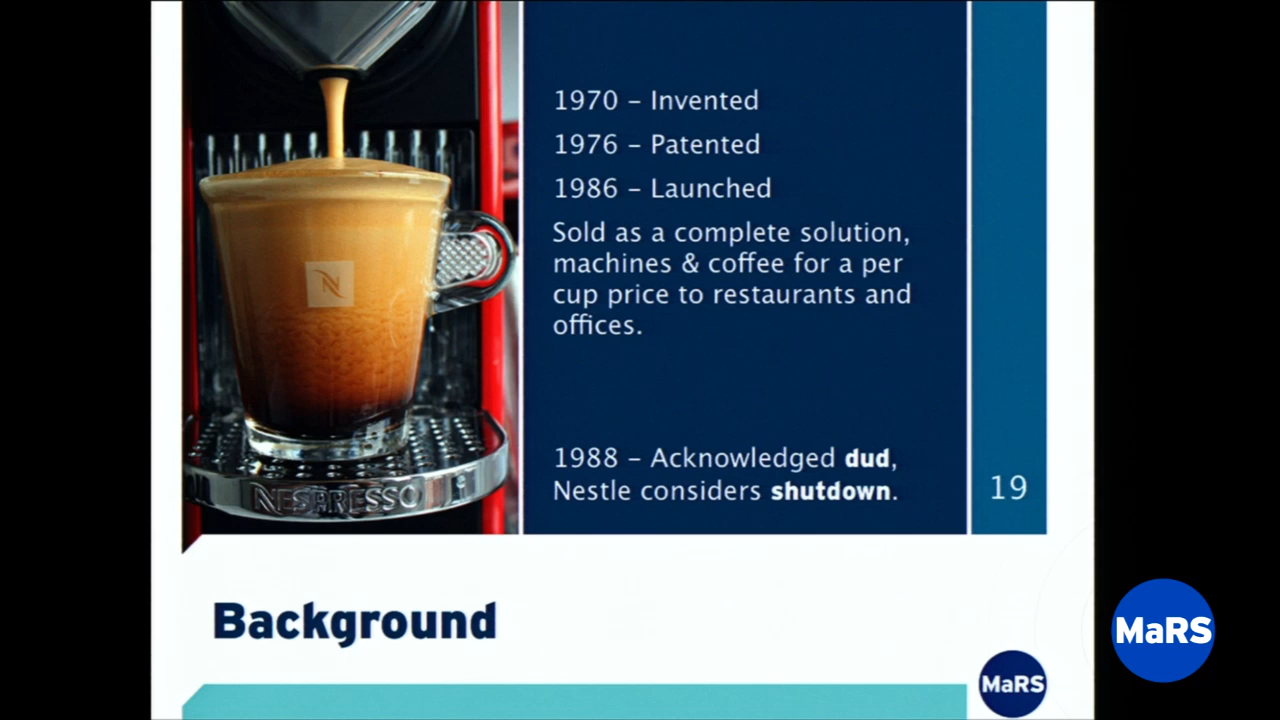 1970 – Invented
1976 – Patented
1986 – Launched
Sold as a complete solution,
machines & coffee for a per
cup price to restaurants and
offices.
1988 – Acknowledged dud,
Nestle considers shutdown.
19
N
NESPRESSO
Background
MaRS
MaRS